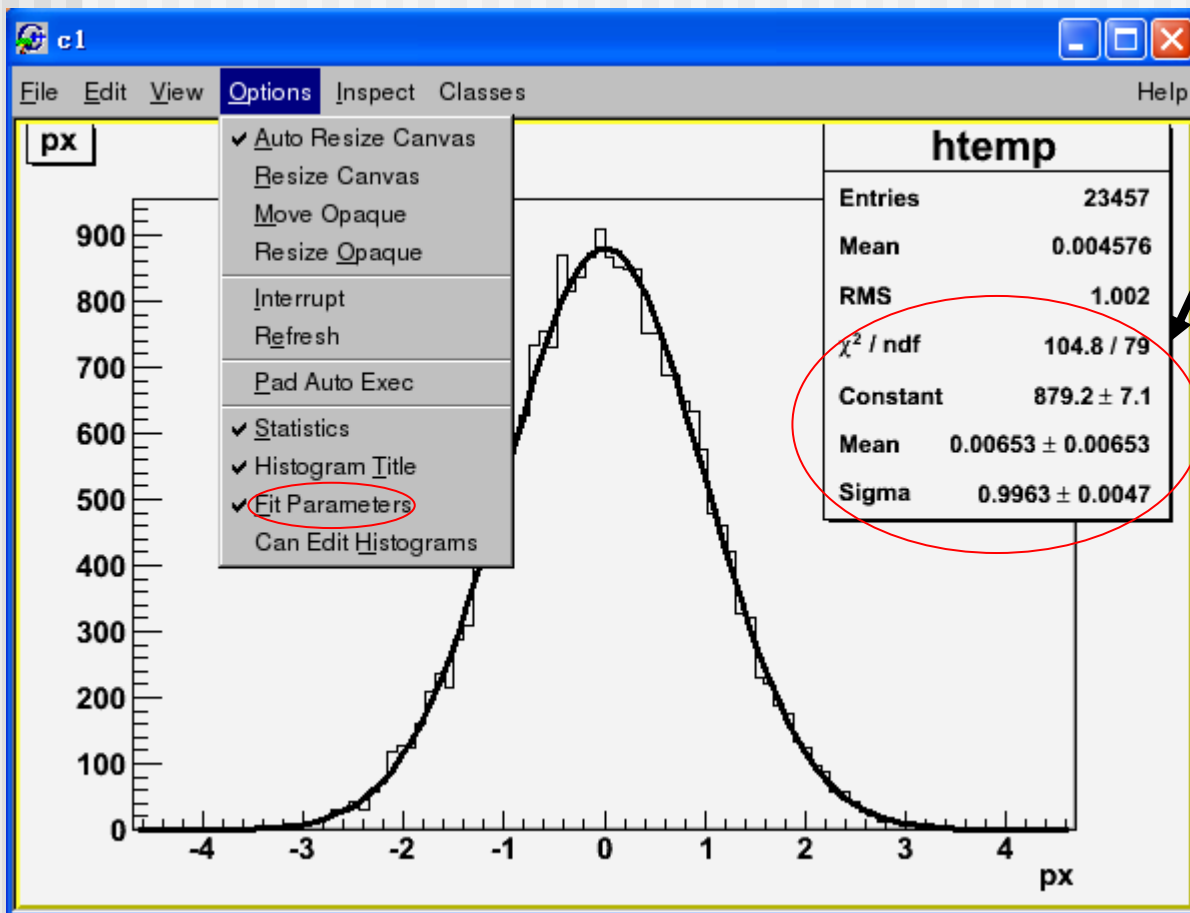 c1
File Edit View Options Inspect Classes Help
px
Auto Resize Canvas
Resize Canvas
Move Opaque
Resize Opaque
Interrupt
Refresh
Pad Auto Exec
Statistics
Histogram Title
Fit Parameters
Can Edit Histograms
htemp
Entries 23457
Mean 0.004576
RMS 1.002
χ² / ndf 104.8 / 79
Constant 879.2 ± 7.1
Mean 0.00653 ± 0.00653
Sigma 0.9963 ± 0.0047
900
800
700
600
500
400
300
200
100
0
-4 -3 -2 -1 0 1 2 3 4
px